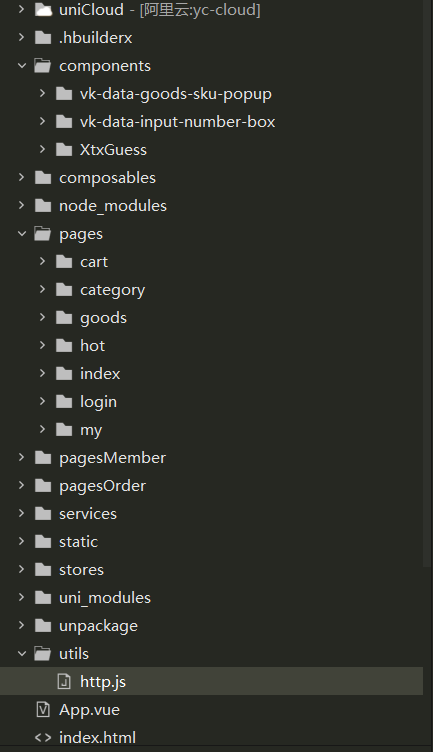 uniCloud - [阿里云:yc-cloud]
.hbuilderx
components
vk-data-goods-sku-popup
vk-data-input-number-box
XtxGuess
composables
node_modules
pages
cart
category
goods
hot
index
login
my
pagesMember
pagesOrder
services
static
stores
uni_modules
unpackage
utils
http.js
App.vue
index.html